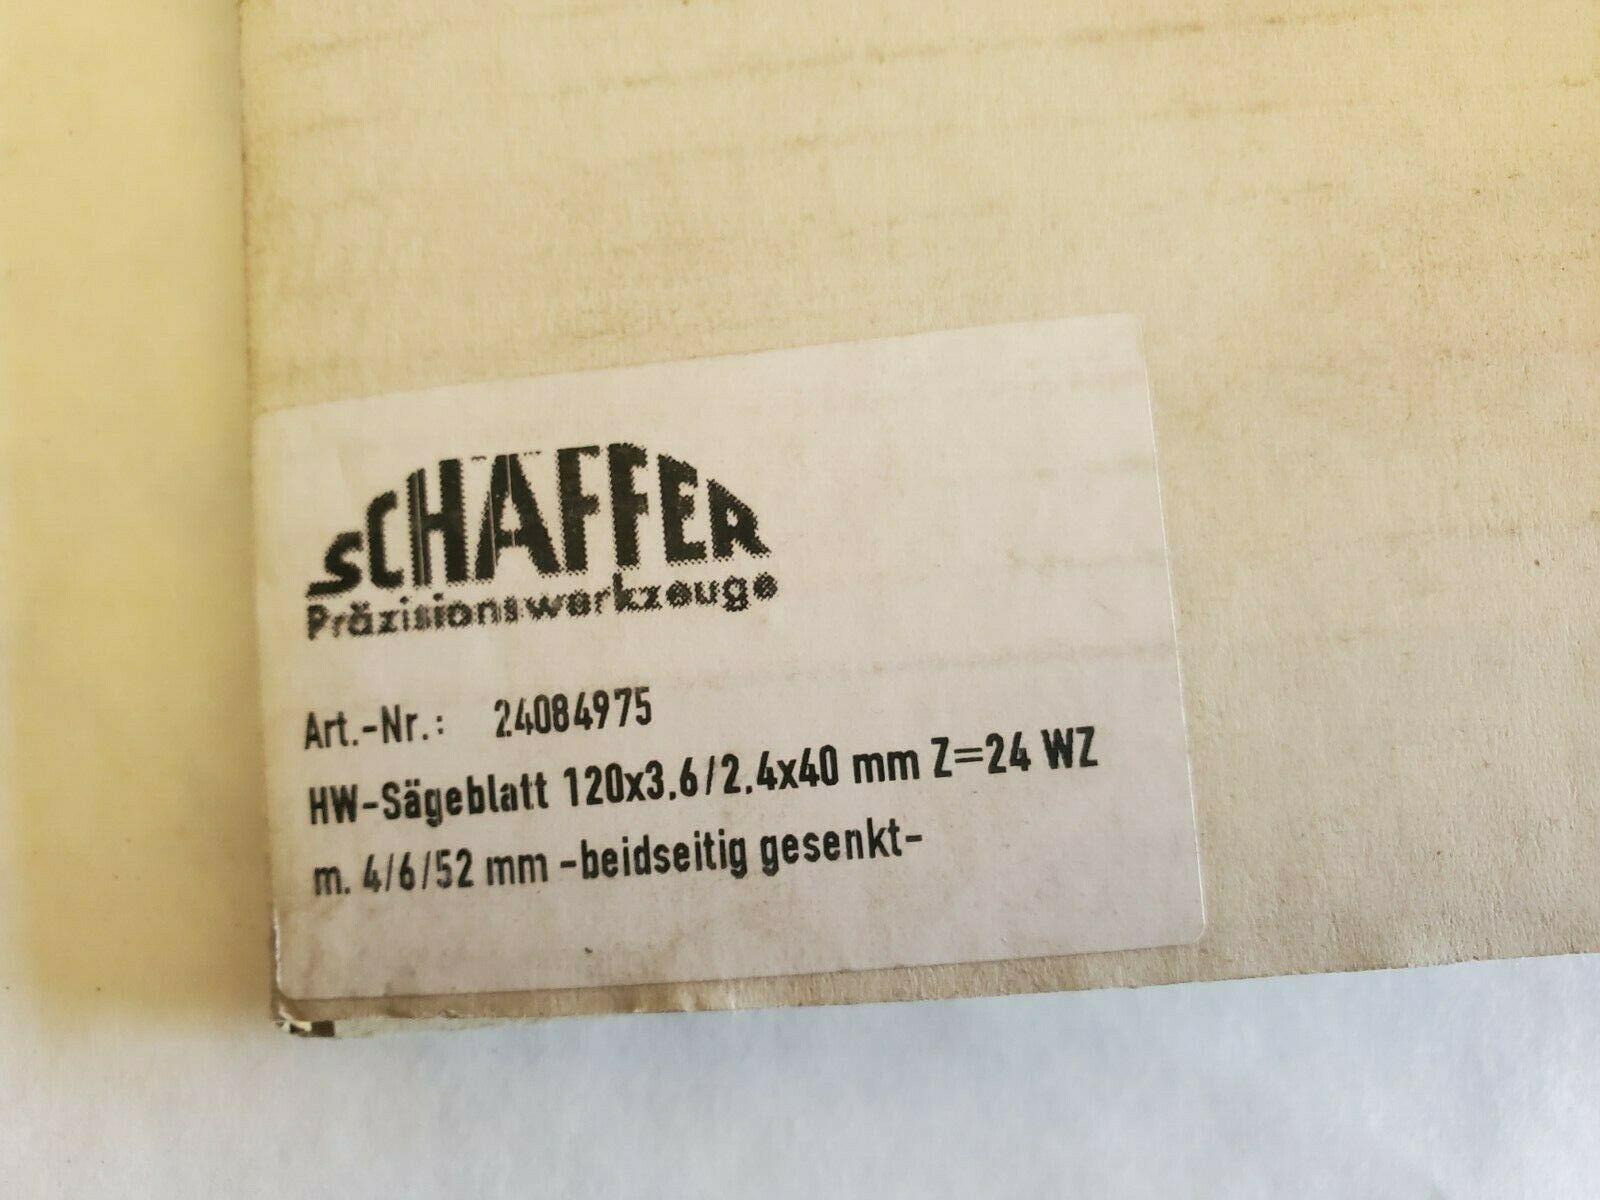 SCHÄFFER
Präzisionswerkzeuge
Art.-Nr.: 24084975
HW-Sägeblatt 120x3.6/2.4x40 mm Z=24 WZ
m. 4/6/52 mm -beidseitig gesenkt-